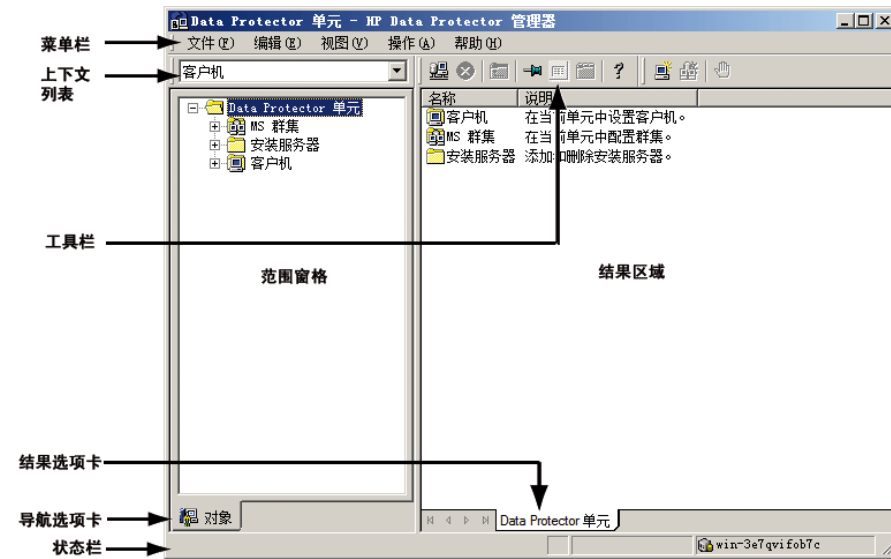 Data Protector 单元 - HP Data Protector 管理器
菜单栏
文件(F) 编辑(E) 视图(V) 操作(A) 帮助(H)
上下文
列表
客户机
Data Protector 单元
MS 群集
安装服务器
客户机
名称 说明
客户机 在当前单元中设置客户机。
MS 群集 在当前单元中配置群集。
安装服务器 添加和删除安装服务器。
工具栏
范围窗格
结果区域
结果选项卡
Data Protector 单元
导航选项卡
对象
状态栏
win-3e7qvifob7c